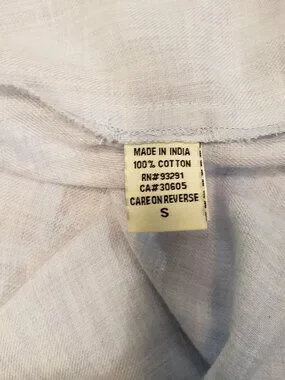 MADE IN INDIA
100% COTTON
RN#93291
CA#30605
CARE ON REVERSE
S